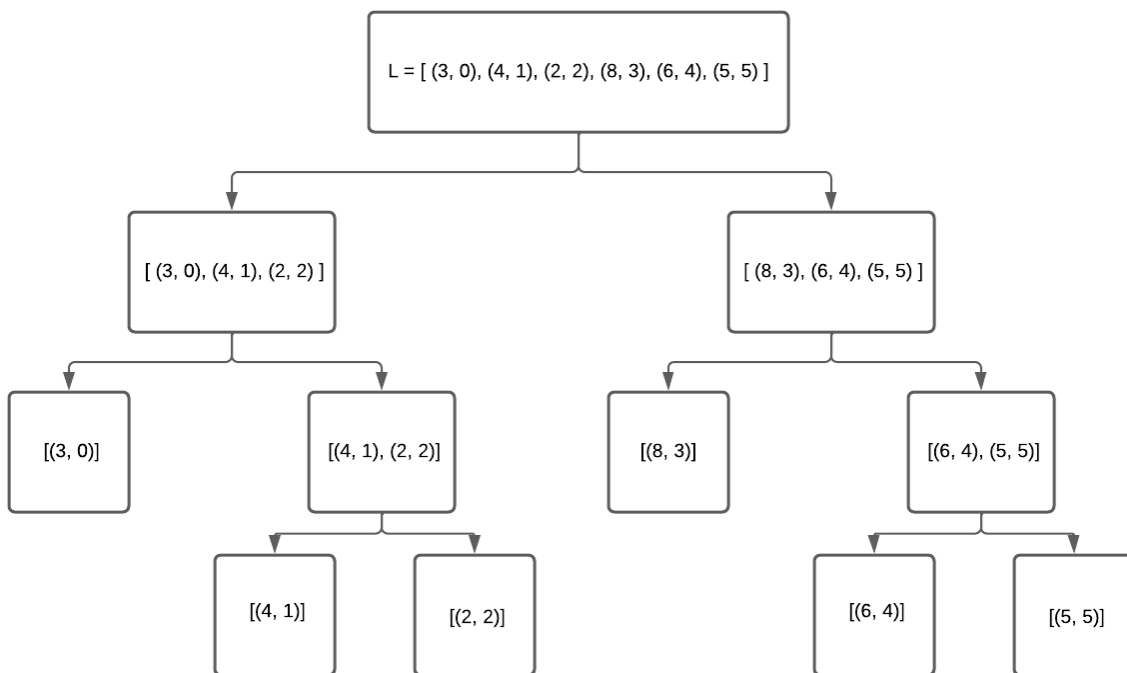 L = [ (3, 0), (4, 1), (2, 2), (8, 3), (6, 4), (5, 5) ]
[ (3, 0), (4, 1), (2, 2) ]
[ (8, 3), (6, 4), (5, 5) ]
[(3, 0)]
[(4, 1), (2, 2)]
[(8, 3)]
[(6, 4), (5, 5)]
[(4, 1)]
[(2, 2)]
[(6, 4)]
[(5, 5)]